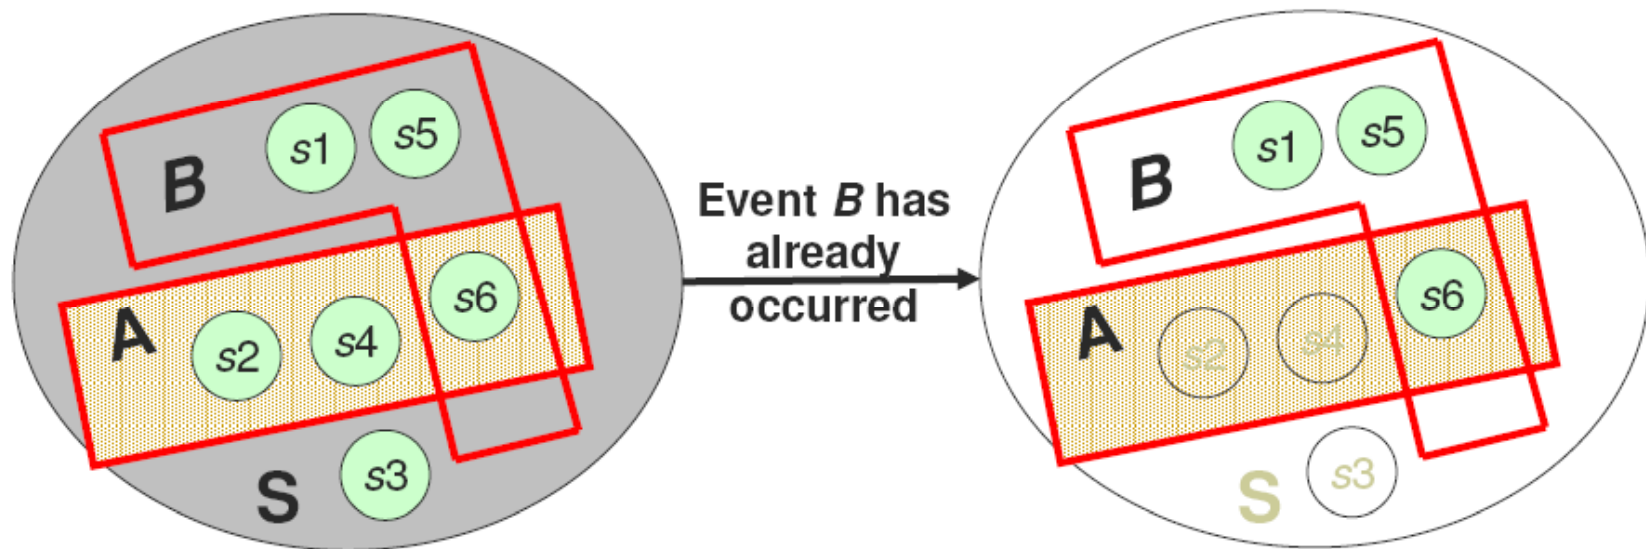 B
s1
s5
A
s2
s4
s6
S
s3
Event B has
already
occurred
B
s1
s5
A
s2
s4
s6
S
s3